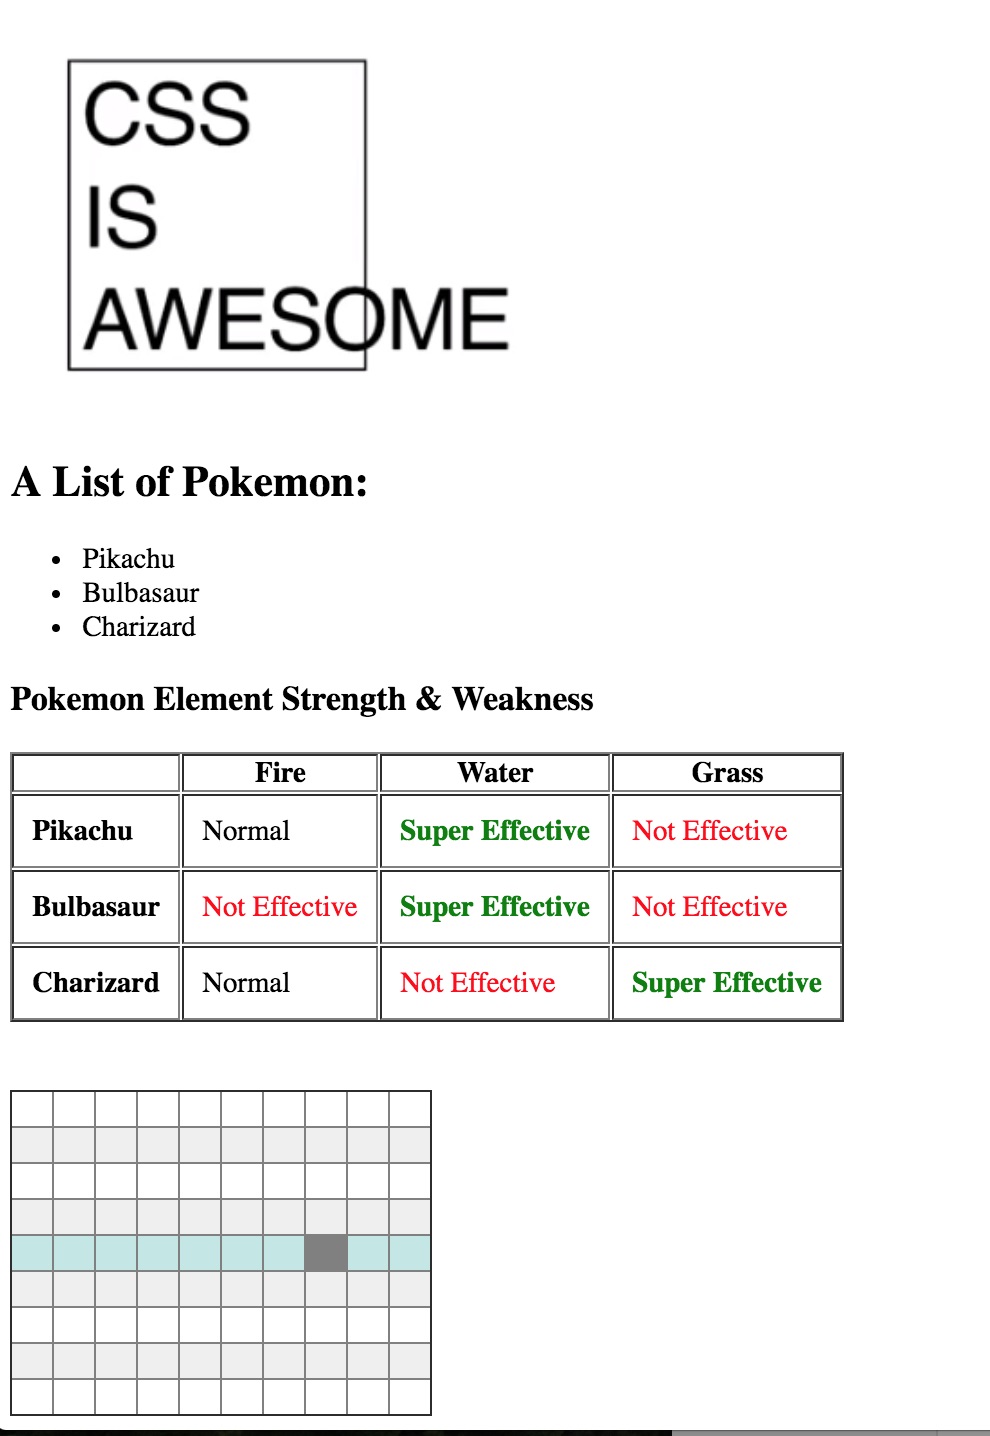 CSS
IS
AWESOME
A List of Pokemon:
Pikachu
Bulbasaur
Charizard
Pokemon Element Strength & Weakness
Fire Water Grass
Pikachu Normal Super Effective Not Effective
Bulbasaur Not Effective Super Effective Not Effective
Charizard Normal Not Effective Super Effective